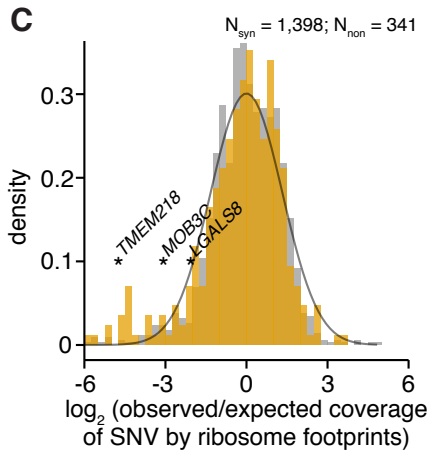 C
N_syn = 1,398; N_non = 341
density
0.3
0.2
0.1
0
*TMEM218
*MOB3C
*LGALS8
-6 -3 0 3 6
log_2 (observed/expected coverage
of SNV by ribosome footprints)